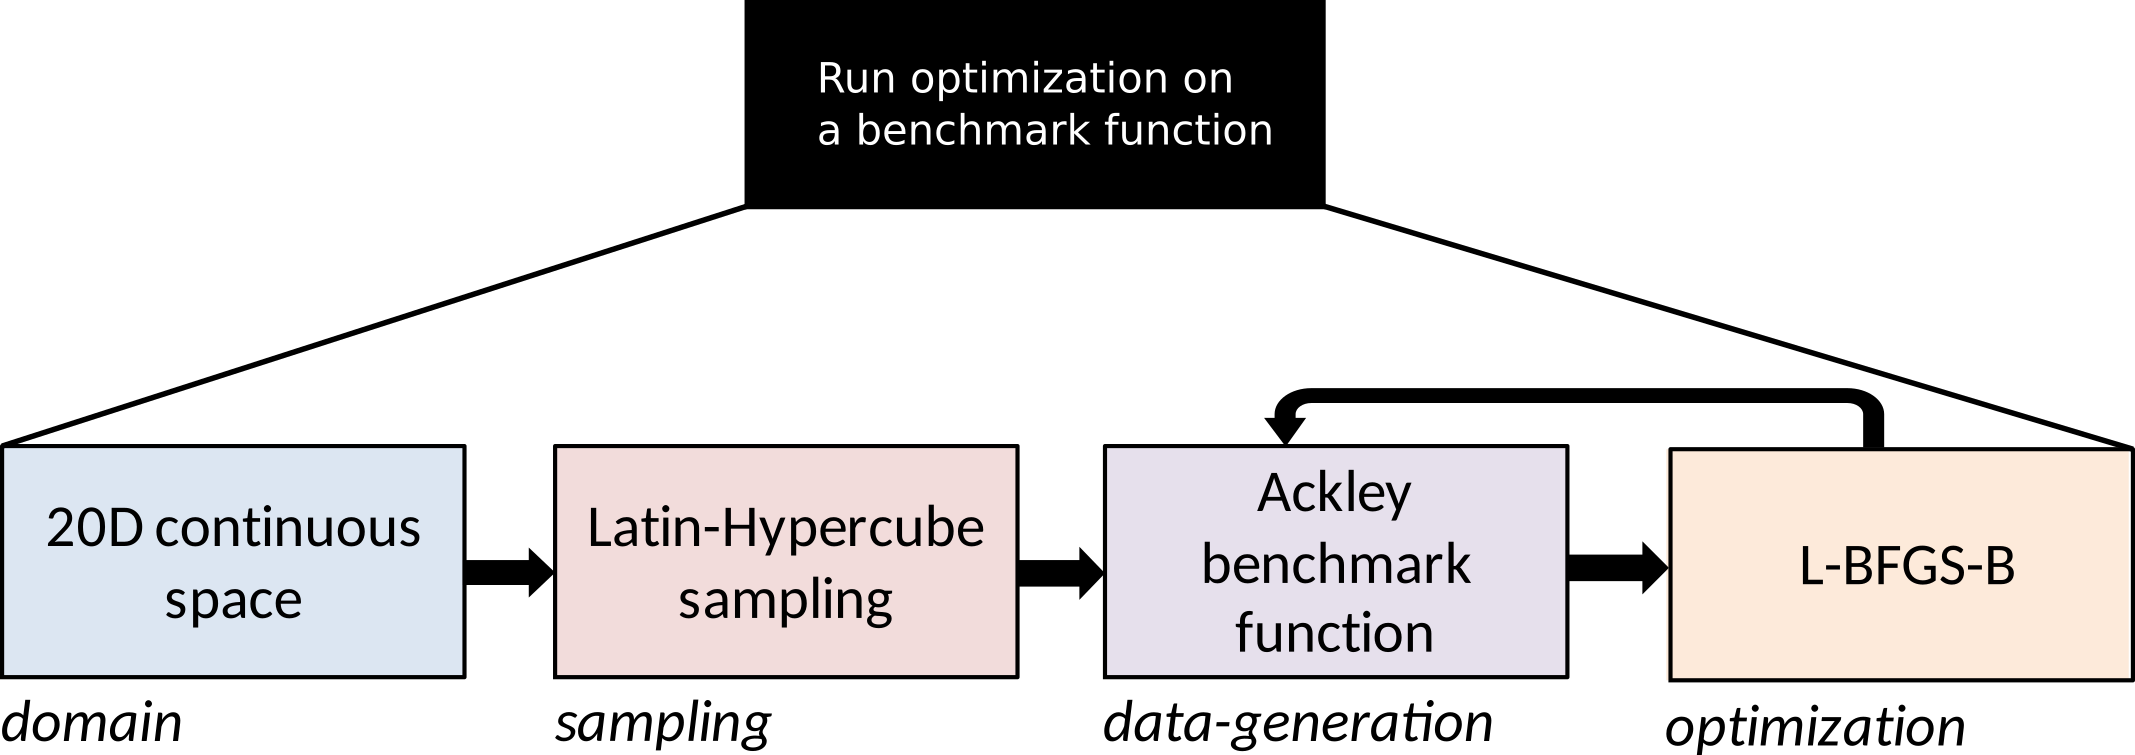 Run optimization on
a benchmark function
20D continuous
space
Latin-Hypercube
sampling
Ackley
benchmark
function
L-BFGS-B
domain
sampling
data-generation
optimization